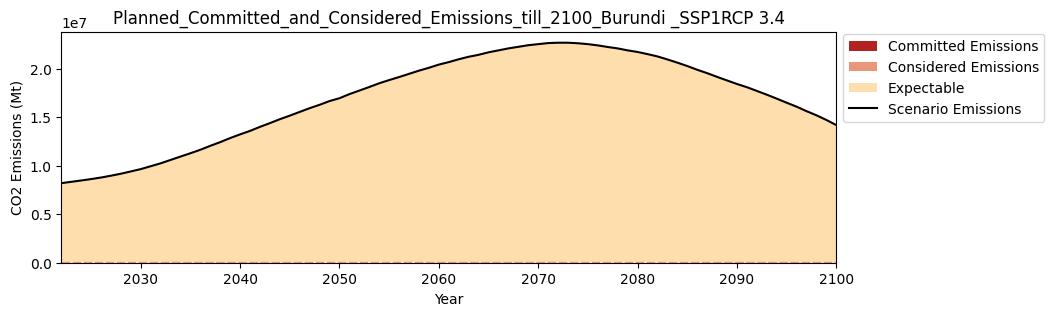 Planned_Committed_and_Considered_Emissions_till_2100_Burundi _SSP1RCP 3.4
1e7
2.0
1.5
1.0
0.5
0.0
CO2 Emissions (Mt)
2030 2040 2050 2060 2070 2080 2090 2100
Year
Committed Emissions
Considered Emissions
Expectable
Scenario Emissions